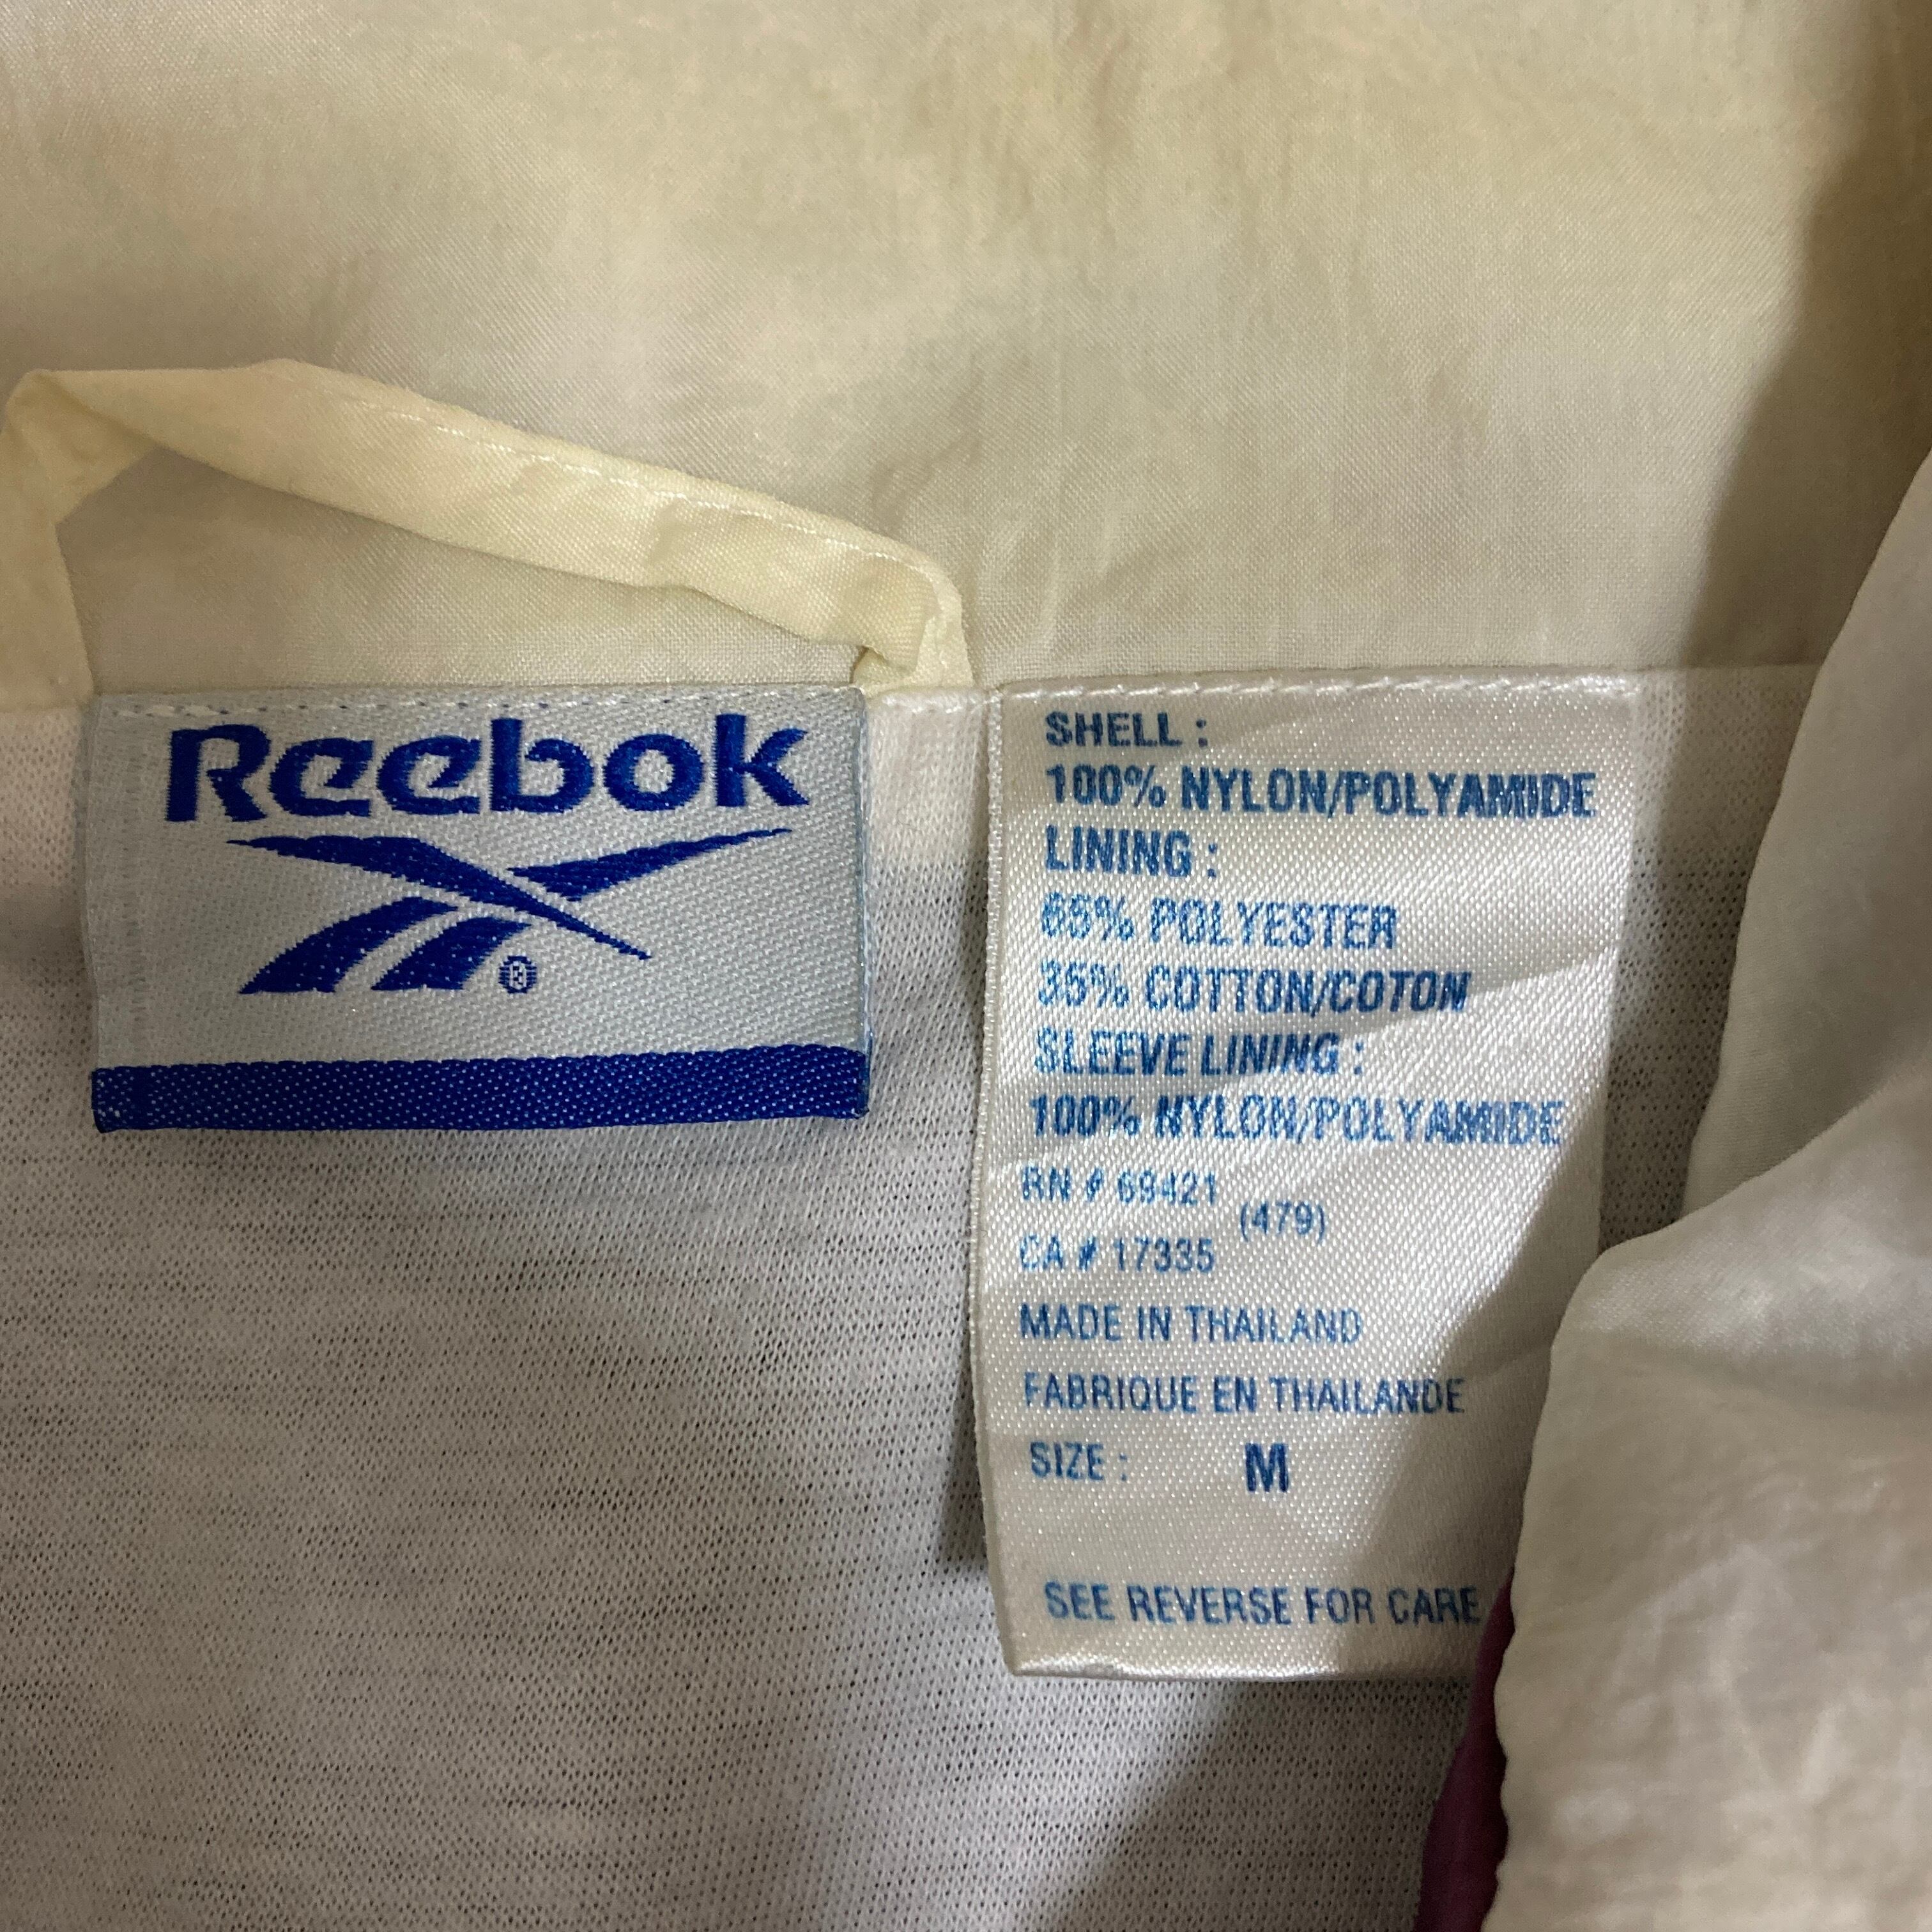 Reebok
®
SHELL :
100% NYLON/POLYAMIDE
LINING :
65% POLYESTER
35% COTTON/COTON
SLEEVE LINING :
100% NYLON/POLYAMIDE
RN # 69421
(479)
CA # 17335
MADE IN THAILAND
FABRIQUE EN THAILANDE
SIZE : M
SEE REVERSE FOR CARE